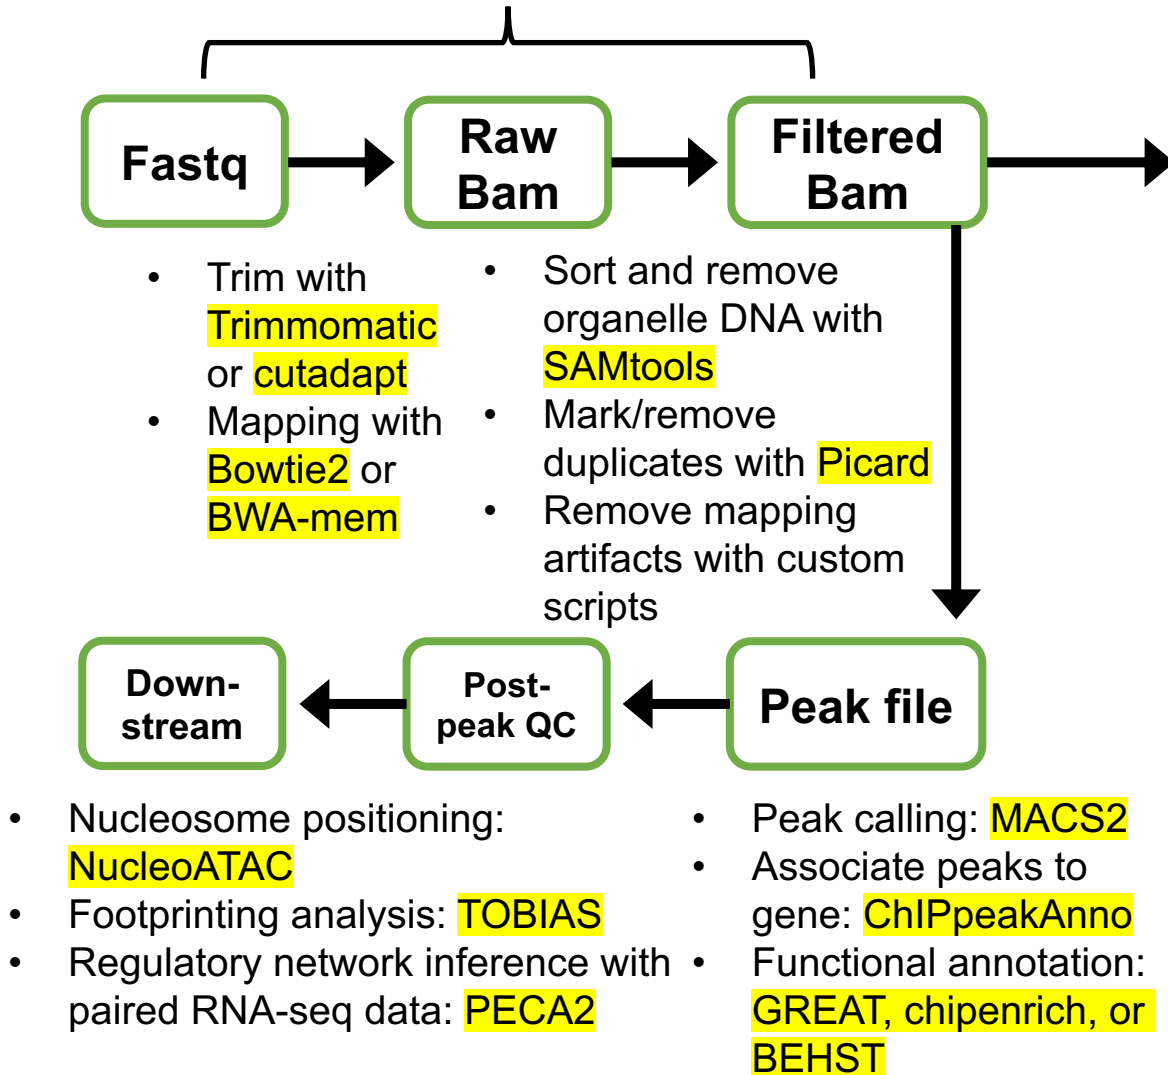 Fastq
Raw
Bam
Filtered
Bam
• Trim with
Trimmomatic
or cutadapt
• Mapping with
Bowtie2 or
BWA-mem
• Sort and remove
organelle DNA with
SAMtools
• Mark/remove
duplicates with Picard
• Remove mapping
artifacts with custom
scripts
Down-
stream
Post-
peak QC
Peak file
• Nucleosome positioning:
NucleoATAC
• Footprinting analysis: TOBIAS
• Regulatory network inference with
paired RNA-seq data: PECA2
• Peak calling: MACS2
• Associate peaks to
gene: ChIPpeakAnno
• Functional annotation:
GREAT, chipenrich, or
BEHST